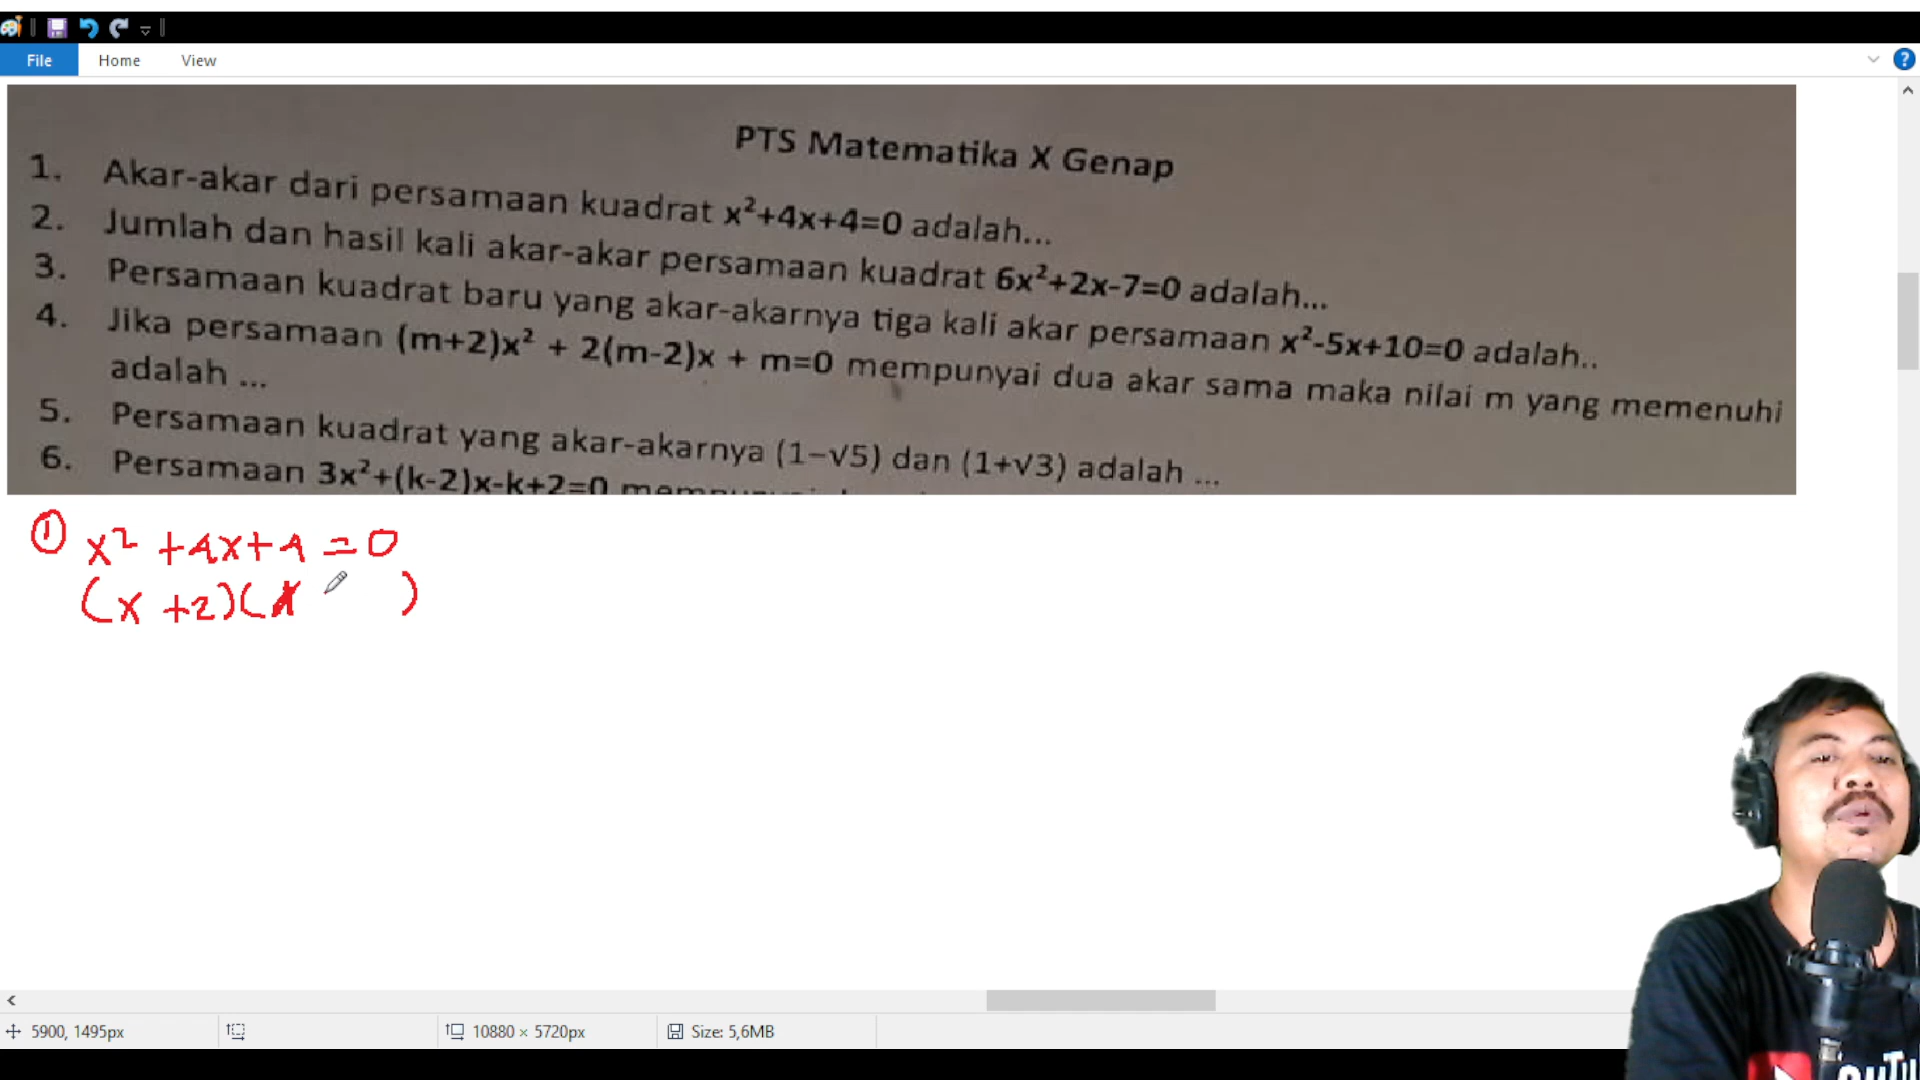 File Home View
PTS Matematika X Genap
1. Akar-akar dari persamaan kuadrat x²+4x+4=0 adalah...
2. Jumlah dan hasil kali akar-akar persamaan kuadrat 6x²+2x-7=0 adalah...
3. Persamaan kuadrat baru yang akar-akarnya tiga kali akar persamaan x²-5x+10=0 adalah..
4. Jika persamaan (m+2)x² + 2(m-2)x + m=0 mempunyai dua akar sama maka nilai m yang memenuhi
adalah ...
5. Persamaan kuadrat yang akar-akarnya (1−√5) dan (1+√3) adalah ...
6. Persamaan 3x²+(k-2)x-k+2=0
① x² +4x+4 =0
(x +2)(x )
5900, 1495px 10880 × 5720px Size: 5,6MB